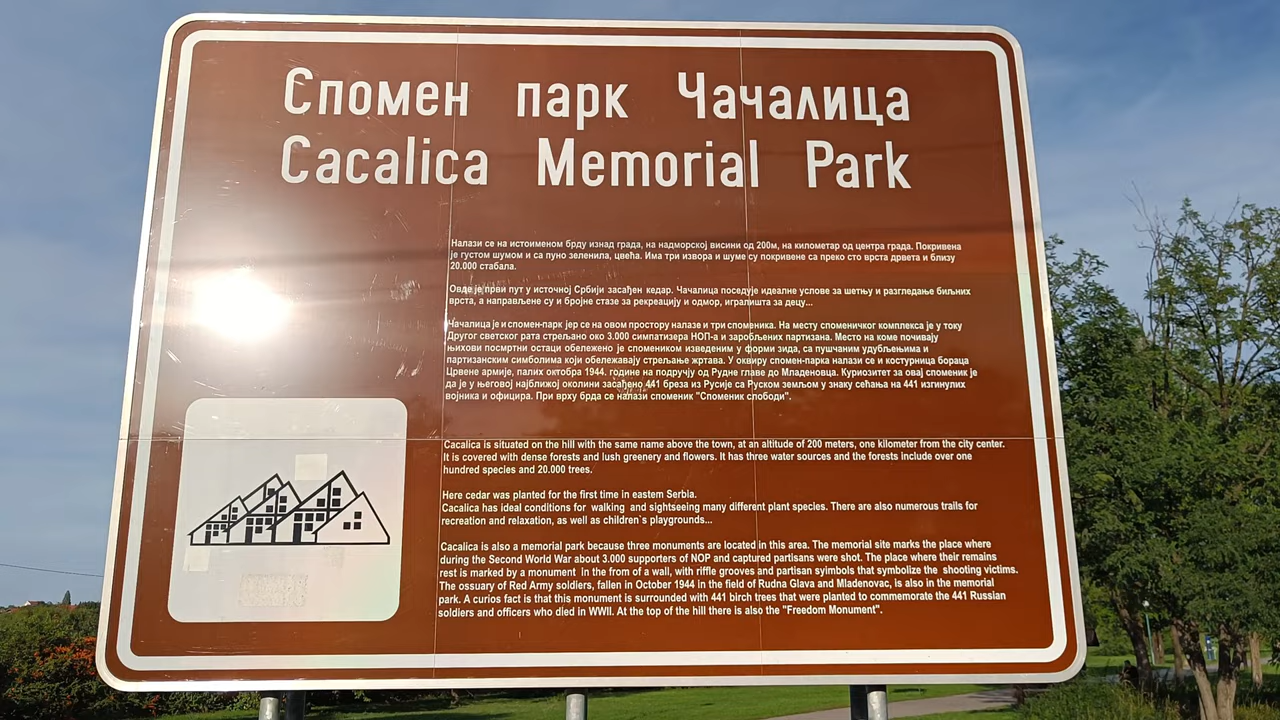 Спомен парк Чачалица
Cacalica Memorial Park
Налази се на истоименом брду изнад града, на надморској висини од 200м, на километар од центра града. Покривена
је густом шумом и са пуно зеленила, цвећа. Има три извора и шуме су покривене са преко сто врста дрвета и близу
20.000 стабала.
Овде је први пут у источној Србији засађен кедар. Чачалица поседује идеалне услове за шетњу и разгледање биљних
врста, а направљене су и бројне стазе за рекреацију и одмор, игралишта за децу...
Чачалица је и спомен-парк јер се на овом простору налазе и три споменика. На месту споменичког комплекса је у току
Другог светског рата стрељано око 3.000 симпатизера НОП-а и заробљених партизана. Место на коме почивају
њихови посмртни остаци обележено је спомеником изведеним у форми зида, са пушчаним удубљењима и
партизанским симболима који обележавају стрељање жртава. У оквиру спомен-парка налази се и костурница бораца
Црвене армије, палих октобра 1944. године на подручју од Рудне главе до Младеновца. Куриозитет за овај споменик је
да је у његовој најближој околини засађено 441 бреза из Русије са Руском земљом у знаку сећања на 441 изгинулих
војника и официра. При врху брда се налази споменик "Споменик слободи".
Cacalica is situated on the hill with the same name above the town, at an altitude of 200 meters, one kilometer from the city center.
It is covered with dense forests and lush greenery and flowers. It has three water sources and the forests include over one
hundred species and 20.000 trees.
Here cedar was planted for the first time in eastern Serbia.
Cacalica has ideal conditions for walking and sightseeing many different plant species. There are also numerous trails for
recreation and relaxation, as well as children`s playgrounds...
Cacalica is also a memorial park because three monuments are located in this area. The memorial site marks the place where
during the Second World War about 3.000 supporters of NOP and captured partisans were shot. The place where their remains
rest is marked by a monument in the from of a wall, with riffle grooves and partisan syimbols that symbolize the shooting victims.
The ossuary of Red Army soldiers, fallen in October 1944 in the field of Rudna Glava and Mladenovac, is also in the memorial
park. A curios fact is that this monument is surrounded with 441 birch trees that were planted to commemorate the 441 Russian
soldiers and officers who died in WWII. At the top of the hill there is also the "Freedom Monument".